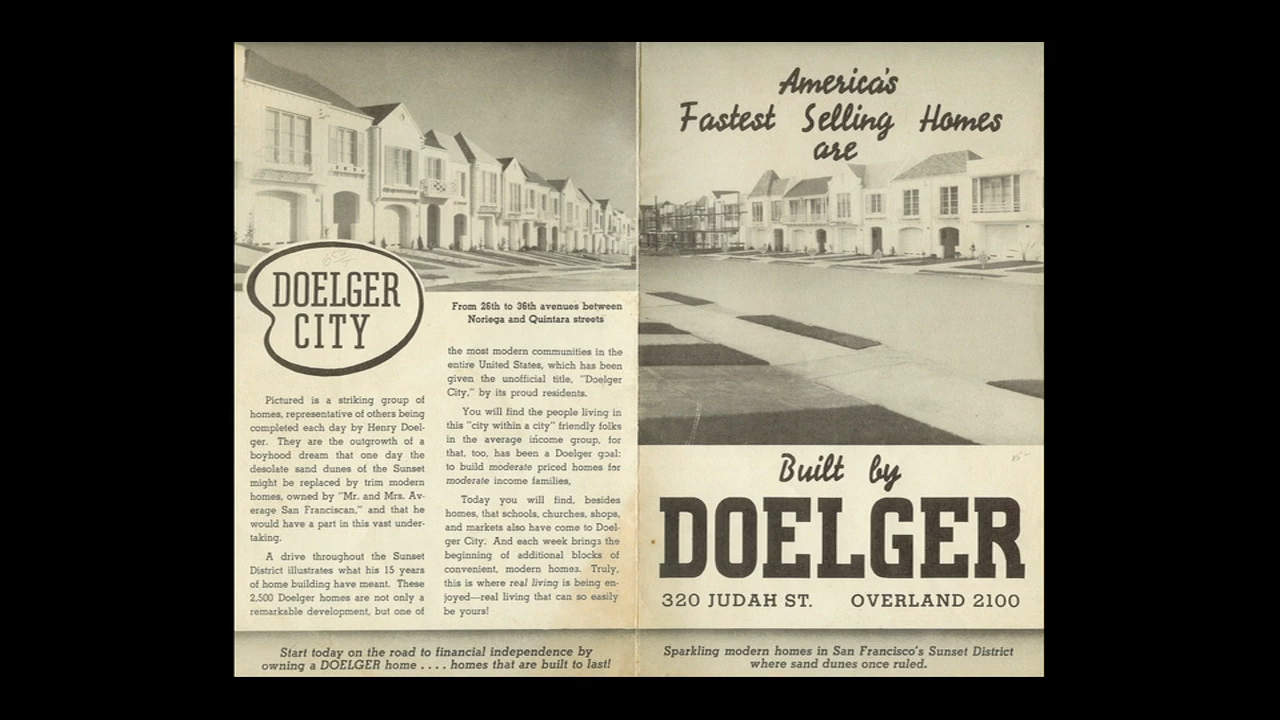 DOELGER
CITY
From 26th to 36th avenues between
Noriega and Quintara streets
Pictured is a striking group of
homes, representative of others being
completed each day by Henry Doel-
ger. They are the outgrowth of a
boyhood dream that one day the
desolate sand dunes of the Sunset
might be replaced by trim modern
homes, owned by "Mr. and Mrs. Av-
erage San Franciscan," and that he
would have a part in this vast under-
taking.
A drive throughout the Sunset
District illustrates what his 15 years
of home building have meant. These
2,500 Doelger homes are not only a
remarkable development, but one of
the most modern communities in the
entire United States, which has been
given the unofficial title, "Doelger
City," by its proud residents.
You will find the people living in
this "city within a city" friendly folks
in the average income group, for
that, too, has been a Doelger goal:
to build moderate priced homes for
moderate income families,
Today you will find, besides
homes, that schools, churches, shops,
and markets also have come to Doel-
ger City. And each week brings the
beginning of additional blocks of
convenient, modern homes. Truly,
this is where real living is being en-
joyed—real living that can so easily
be yours!
Start today on the road to financial independence by
owning a DOELGER home . . . . homes that are built to last!
America's
Fastest Selling Homes
are
Built by
DOELGER
320 JUDAH ST. OVERLAND 2100
Sparkling modern homes in San Francisco's Sunset District
where sand dunes once ruled.